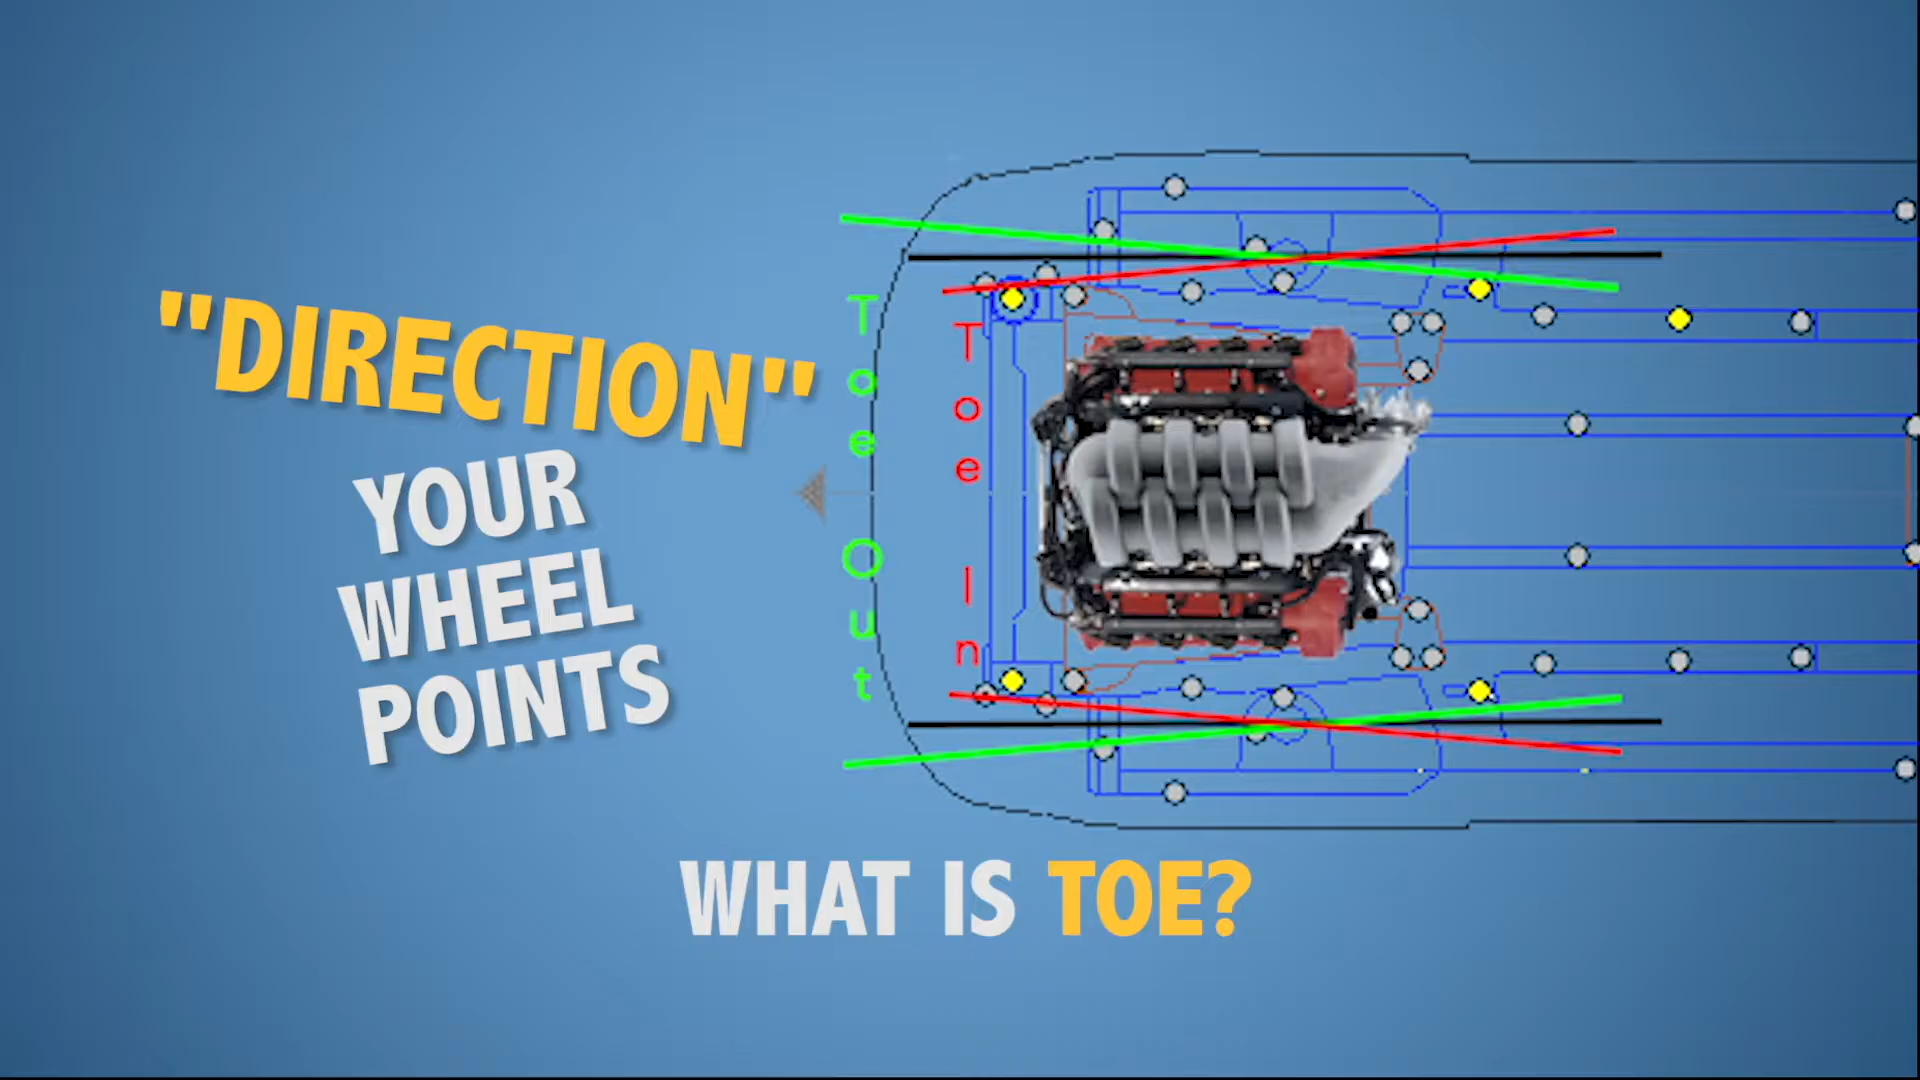 "DIRECTION"
YOUR
WHEEL
POINTS
Toe Out
Toe In
WHAT IS TOE?